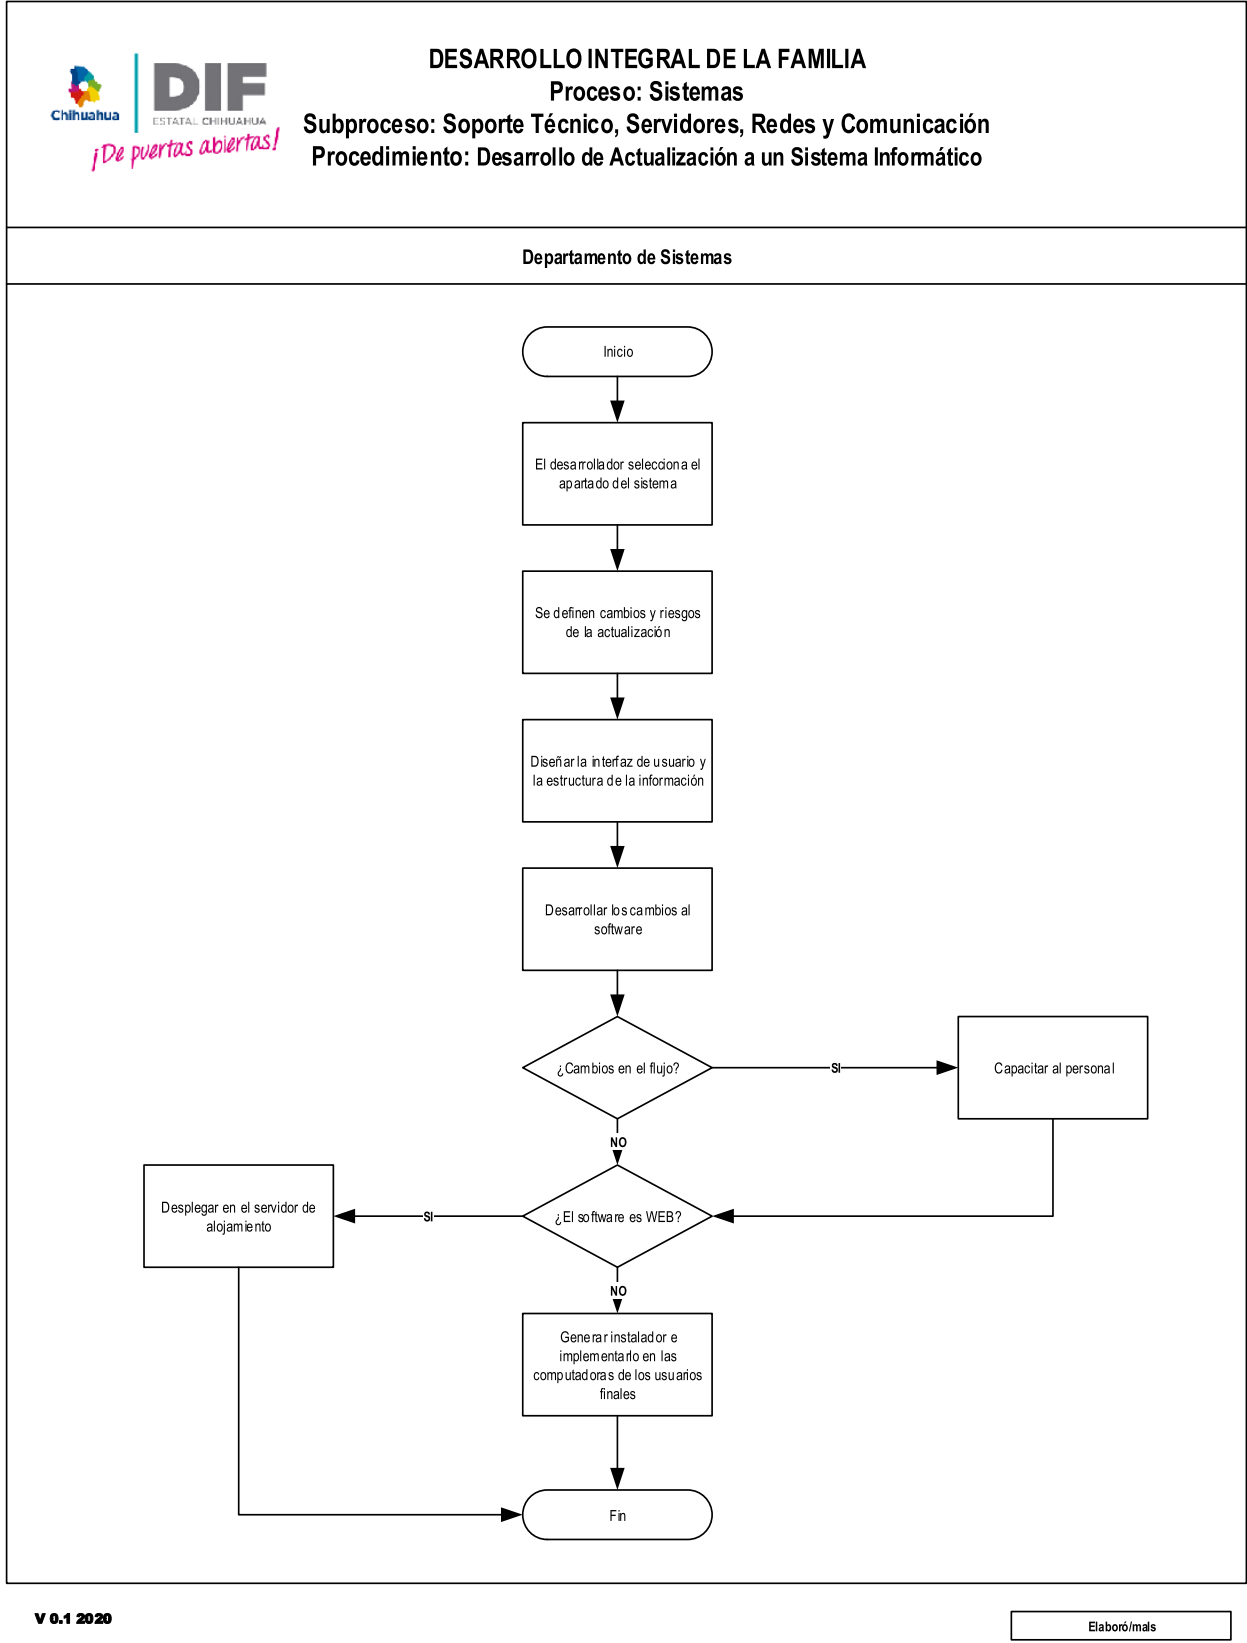 Chihuahua
DIF
ESTATAL CHIHUAHUA
¡De puertas abiertas!
DESARROLLO INTEGRAL DE LA FAMILIA
Proceso: Sistemas
Subproceso: Soporte Técnico, Servidores, Redes y Comunicación
Procedimiento: Desarrollo de Actualización a un Sistema Informático
Departamento de Sistemas
Inicio
El desarrollador selecciona el
apartado del sistema
Se definen cambios y riesgos
de la actualización
Diseñar la interfaz de usuario y
la estructura de la información
Desarrollar los cambios al
software
¿Cambios en el flujo?
SI
Capacitar al personal
NO
Desplegar en el servidor de
alojamiento
SI
¿El software es WEB?
NO
Generar instalador e
implementarlo en las
computadoras de los usuarios
finales
Fin
V 0.1 2020
Elaboró/mals